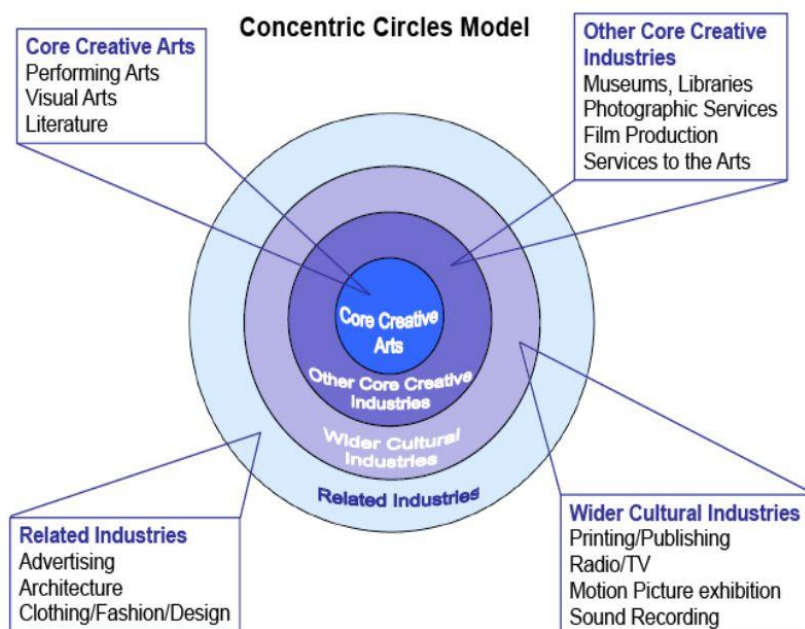 Concentric Circles Model
Core Creative Arts
Performing Arts
Visual Arts
Literature
Other Core Creative
Industries
Museums, Libraries
Photographic Services
Film Production
Services to the Arts
Core Creative
Arts
Other Core Creative
Industries
Wider Cultural
Industries
Related Industries
Related Industries
Advertising
Architecture
Clothing/Fashion/Design
Wider Cultural Industries
Printing/Publishing
Radio/TV
Motion Picture exhibition
Sound Recording